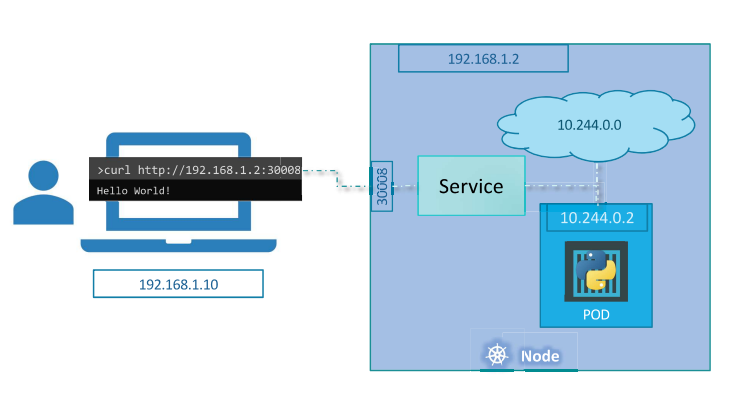 192.168.1.2
10.244.0.0
>curl http://192.168.1.2:30008
Hello World!
30008
Service
10.244.0.2
192.168.1.10
POD
Node